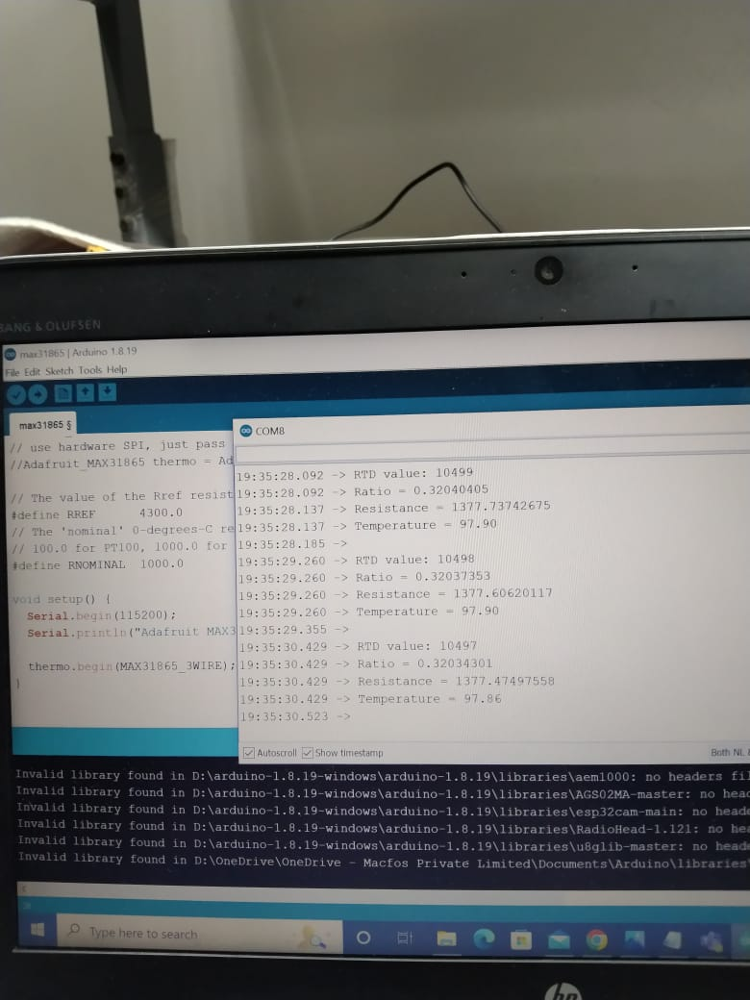 BANG & OLUFSEN
max31865 | Arduino 1.8.19
File Edit Sketch Tools Help
max31865 §
// use hardware SPI, just pass
//Adafruit_MAX31865 thermo = Ad
// The value of the Rref resist
#define RREF 4300.0
// The 'nominal' 0-degrees-C re
// 100.0 for PT100, 1000.0 for
#define RNOMINAL 1000.0
void setup() {
Serial.begin(115200);
Serial.println("Adafruit MAX3
thermo.begin(MAX31865_3WIRE);
}
COM8
19:35:28.092 -> RTD value: 10499
19:35:28.092 -> Ratio = 0.32040405
19:35:28.137 -> Resistance = 1377.73742675
19:35:28.137 -> Temperature = 97.90
19:35:28.185 ->
19:35:29.260 -> RTD value: 10498
19:35:29.260 -> Ratio = 0.32037353
19:35:29.260 -> Resistance = 1377.60620117
19:35:29.260 -> Temperature = 97.90
19:35:29.355 ->
19:35:30.429 -> RTD value: 10497
19:35:30.429 -> Ratio = 0.32034301
19:35:30.429 -> Resistance = 1377.47497558
19:35:30.429 -> Temperature = 97.86
19:35:30.523 ->
Autoscroll Show timestamp
Both NL
Invalid library found in D:\arduino-1.8.19-windows\arduino-1.8.19\libraries\aem1000: no headers fil
Invalid library found in D:\arduino-1.8.19-windows\arduino-1.8.19\libraries\AGS02MA-master: no head
Invalid library found in D:\arduino-1.8.19-windows\arduino-1.8.19\libraries\esp32cam-main: no heade
Invalid library found in D:\arduino-1.8.19-windows\arduino-1.8.19\libraries\RadioHead-1.121: no hea
Invalid library found in D:\arduino-1.8.19-windows\arduino-1.8.19\libraries\u8glib-master: no heade
Invalid library found in D:\OneDrive\OneDrive - Macfos Private Limited\Documents\Arduino\libraries
Type here to search
hp